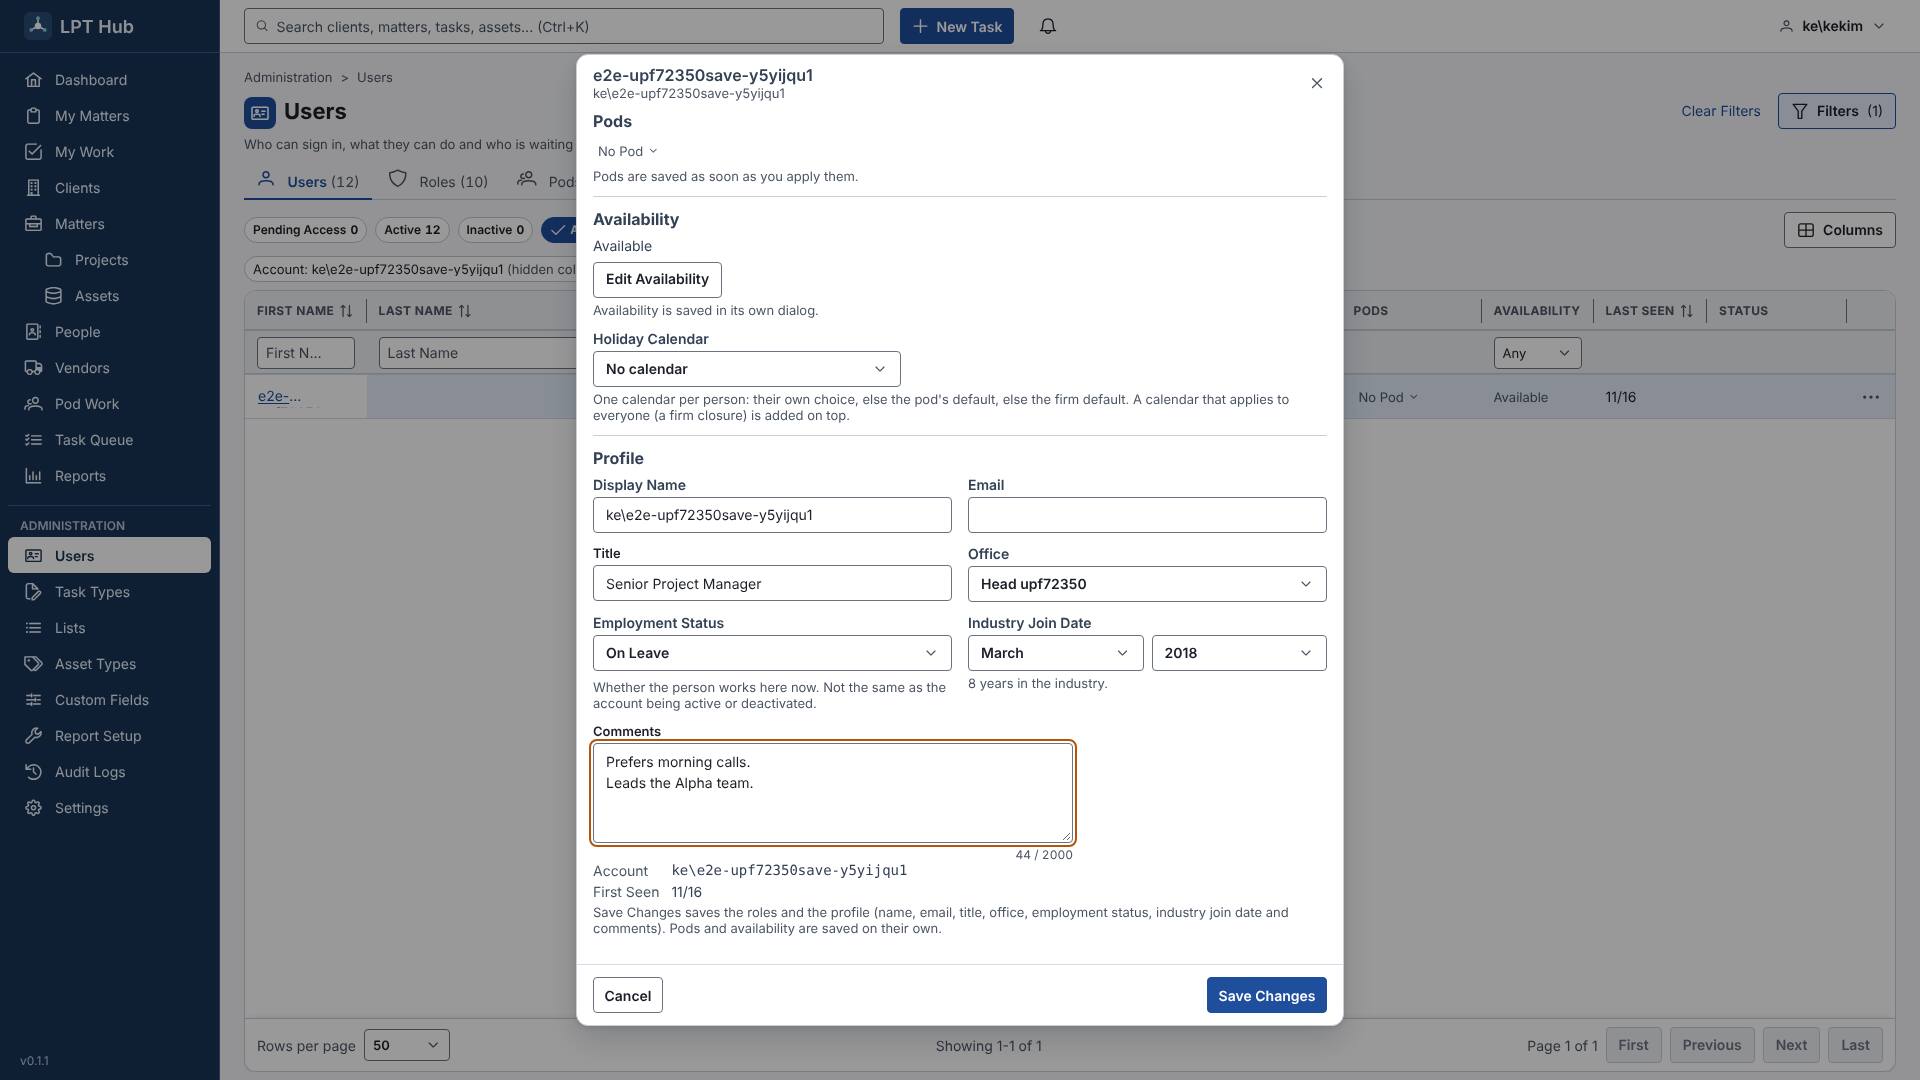 LPT Hub
Search clients, matters, tasks, assets... (Ctrl+K)
New Task
ke\kekim
Dashboard
My Matters
My Work
Clients
Matters
Projects
Assets
People
Vendors
Pod Work
Task Queue
Reports
ADMINISTRATION
Users
Task Types
Lists
Asset Types
Custom Fields
Report Setup
Audit Logs
Settings
v0.1.1
Administration > Users
Users
Who can sign in, what they can do and who is waiting
Clear Filters
Filters (1)
Users (12)
Roles (10)
Pending Access 0
Active 12
Inactive 0
Columns
Account: ke\e2e-upf72350save-y5yijqu1 (hidden
FIRST NAME
LAST NAME
PODS
AVAILABILITY
LAST SEEN
STATUS
First N...
Last Name
Any
e2e-...
No Pod
Available
11/16
Rows per page
50
Showing 1-1 of 1
Page 1 of 1
First
Previous
Next
Last
e2e-upf72350save-y5yijqu1
ke\e2e-upf72350save-y5yijqu1
Pods
No Pod
Pods are saved as soon as you apply them.
Availability
Available
Edit Availability
Availability is saved in its own dialog.
Holiday Calendar
No calendar
One calendar per person: their own choice, else the pod's default, else the firm default. A calendar that applies to
everyone (a firm closure) is added on top.
Profile
Display Name
ke\e2e-upf72350save-y5yijqu1
Email
Title
Senior Project Manager
Office
Head upf72350
Employment Status
On Leave
Whether the person works here now. Not the same as the
account being active or deactivated.
Industry Join Date
March
2018
8 years in the industry.
Comments
Prefers morning calls.
Leads the Alpha team.
44 / 2000
Account ke\e2e-upf72350save-y5yijqu1
First Seen 11/16
Save Changes saves the roles and the profile (name, email, title, office, employment status, industry join date and
comments). Pods and availability are saved on their own.
Cancel
Save Changes